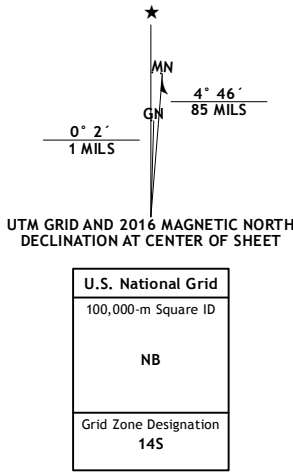 ★
MN
GN
4° 46´
85 MILS
0° 2´
1 MILS
UTM GRID AND 2016 MAGNETIC NORTH
DECLINATION AT CENTER OF SHEET
U.S. National Grid
100,000-m Square ID
NB
Grid Zone Designation
14S